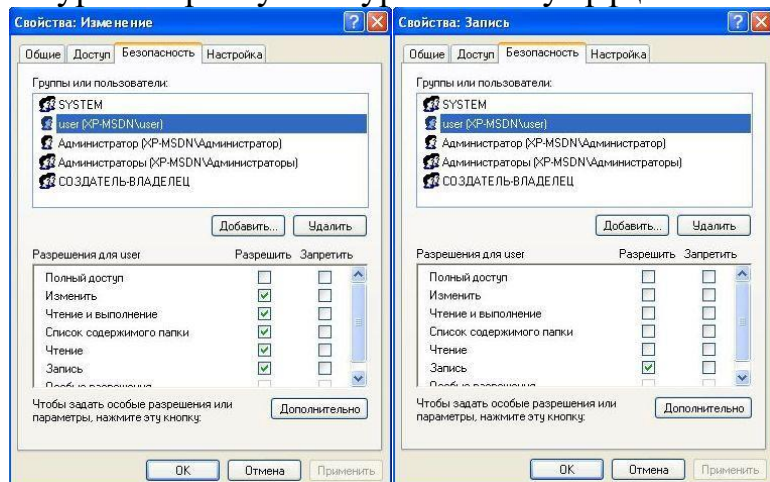 Свойства: Изменение
Общие Доступ Безопасность Настройка
Группы или пользователи:
SYSTEM
user (XP-MSDN\user)
Администратор (XP-MSDN\Администратор)
Администраторы (XP-MSDN\Администраторы)
СОЗДАТЕЛЬ-ВЛАДЕЛЕЦ
Добавить... Удалить
Разрешения для user Разрешить Запретить
Полный доступ
Изменить
Чтение и выполнение
Список содержимого папки
Чтение
Запись
Особые разрешения
Чтобы задать особые разрешения или
параметры, нажмите эту кнопку:
Дополнительно
OK Отмена Применить
Свойства: Запись
Общие Доступ Безопасность Настройка
Группы или пользователи:
SYSTEM
user (XP-MSDN\user)
Администратор (XP-MSDN\Администратор)
Администраторы (XP-MSDN\Администраторы)
СОЗДАТЕЛЬ-ВЛАДЕЛЕЦ
Добавить... Удалить
Разрешения для user Разрешить Запретить
Полный доступ
Изменить
Чтение и выполнение
Список содержимого папки
Чтение
Запись
Особые разрешения
Чтобы задать особые разрешения или
параметры, нажмите эту кнопку:
Дополнительно
OK Отмена Применить